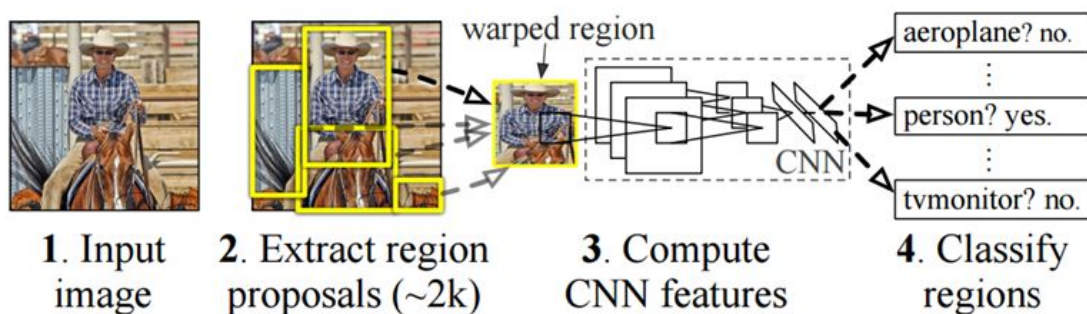 warped region
aeroplane? no.
person? yes.
CNN
tvmonitor? no.
1. Input
image
2. Extract region
proposals (~2k)
3. Compute
CNN features
4. Classify
regions